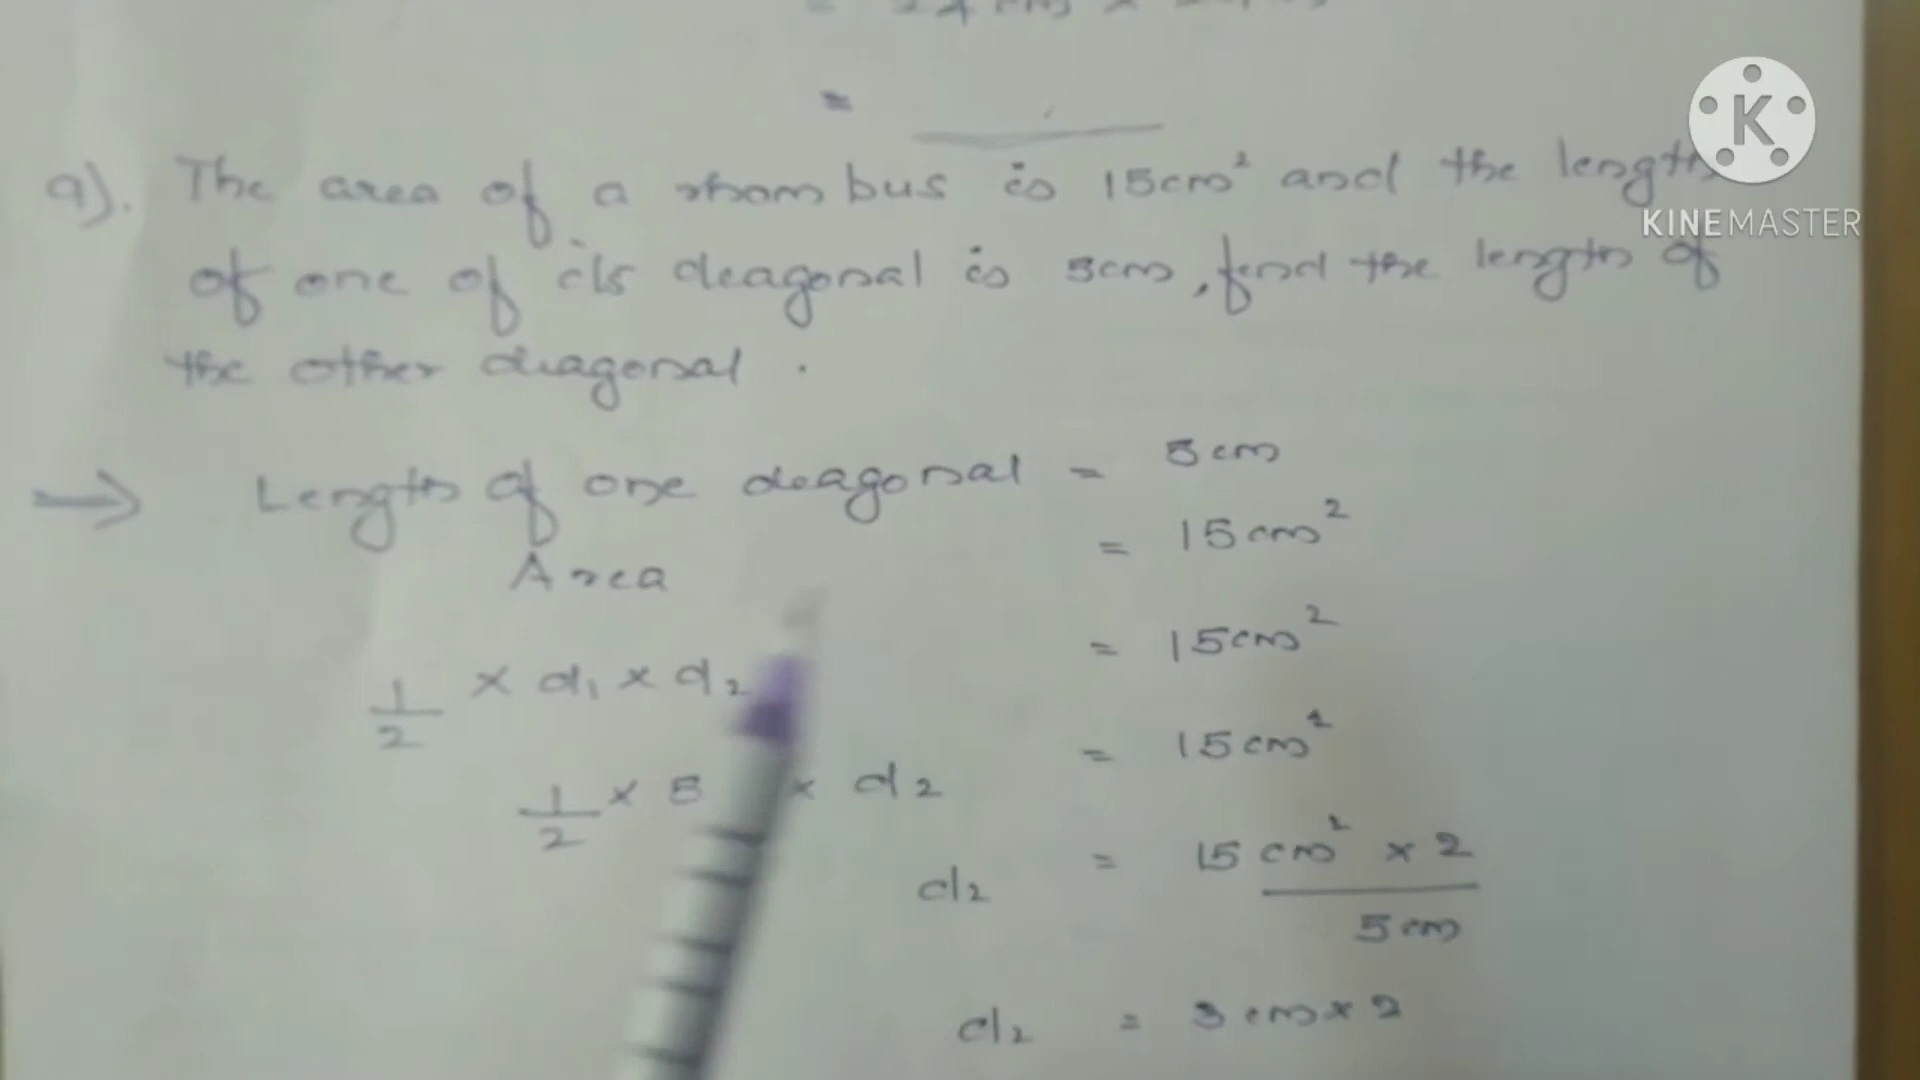 =
9). The area of a rhombus is 15cm² and the length
of one of its diagonal is 5cm, find the length of
the other diagonal.
⇒ Length of one diagonal = 5cm
Area = 15cm²
1/2 × d₁ × d₂ = 15cm²
1/2 × 5 × d₂ = 15cm²
d₂ = 15cm² × 2 / 5cm
d₂ = 3cm × 2
K
KINEMASTER